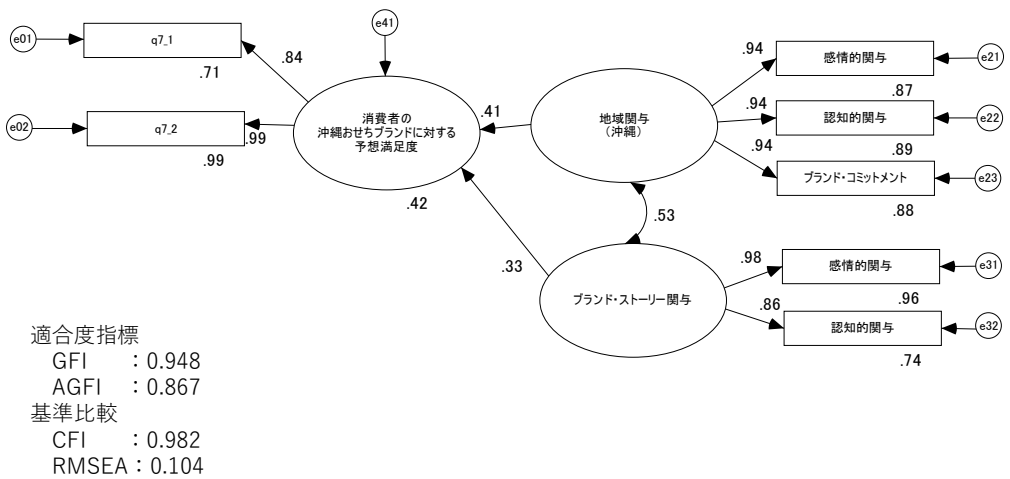 e01
q7_1
.71
.84
e41
e02
q7_2
.99
.99
消費者の
沖縄おせちブランドに対する
予想満足度
.42
.41
地域関与
（沖縄）
.94
感情的関与
.87
e21
.94
認知的関与
.89
e22
.94
ブランド・コミットメント
.88
e23
.53
.33
ブランド・ストーリー関与
.98
感情的関与
.96
e31
.86
認知的関与
.74
e32
適合度指標
GFI ：0.948
AGFI ：0.867
基準比較
CFI ：0.982
RMSEA：0.104